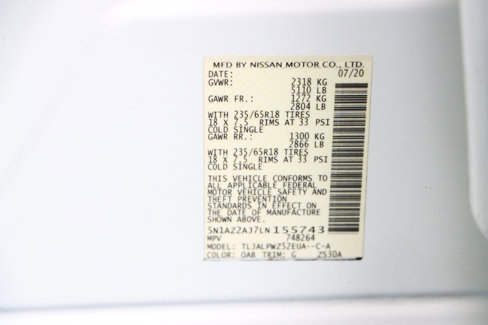 MFD BY NISSAN MOTOR CO., LTD.
DATE: 07/20
GVWR: 2318 KG
5110 LB
GAWR FR.: 1272 KG
2804 LB
WITH 235/65R18 TIRES
18 X 7.5 RIMS AT 33 PSI
COLD SINGLE
GAWR RR.: 1300 KG
2866 LB
WITH 235/65R18 TIRES
18 X 7.5 RIMS AT 33 PSI
COLD SINGLE
THIS VEHICLE CONFORMS TO
ALL APPLICABLE FEDERAL
MOTOR VEHICLE SAFETY AND
THEFT PREVENTION
STANDARDS IN EFFECT ON
THE DATE OF MANUFACTURE
SHOWN ABOVE.
5N1AZ2AJ7LN155743
MPV 748264
MODEL: TLJALPWZ52EUA--C-A
COLOR: QAB TRIM: G Z530A